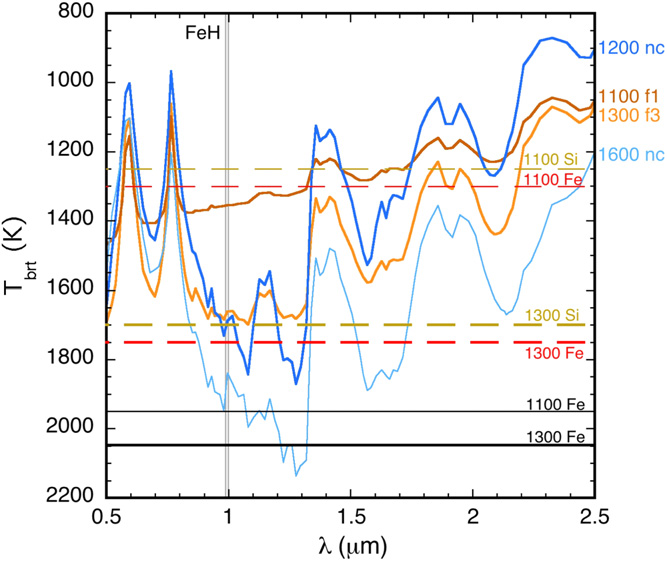 800
1000
1200
1400
1600
1800
2000
2200
T_brt (K)
FeH
1200 nc
1100 f1
1300 f3
1600 nc
1100 Si
1100 Fe
1300 Si
1300 Fe
1100 Fe
1300 Fe
0.5
1
1.5
2
2.5
λ (μm)